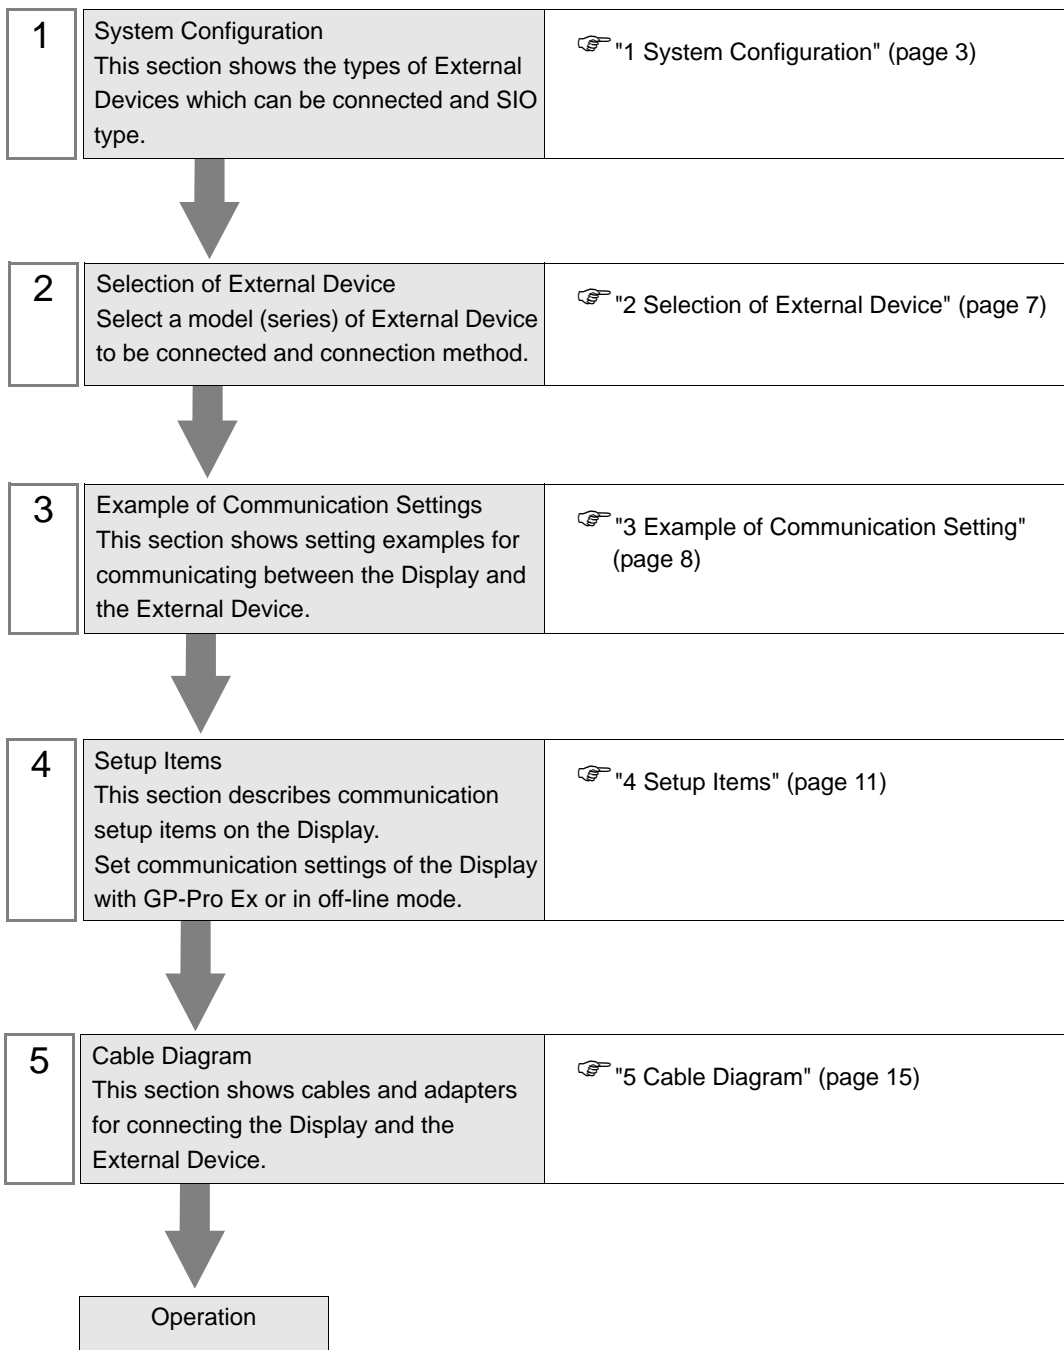 1
System Configuration
This section shows the types of External
Devices which can be connected and SIO
type.
"1 System Configuration" (page 3)
2
Selection of External Device
Select a model (series) of External Device
to be connected and connection method.
"2 Selection of External Device" (page 7)
3
Example of Communication Settings
This section shows setting examples for
communicating between the Display and
the External Device.
"3 Example of Communication Setting"
(page 8)
4
Setup Items
This section describes communication
setup items on the Display.
Set communication settings of the Display
with GP-Pro Ex or in off-line mode.
"4 Setup Items" (page 11)
5
Cable Diagram
This section shows cables and adapters
for connecting the Display and the
External Device.
"5 Cable Diagram" (page 15)
Operation